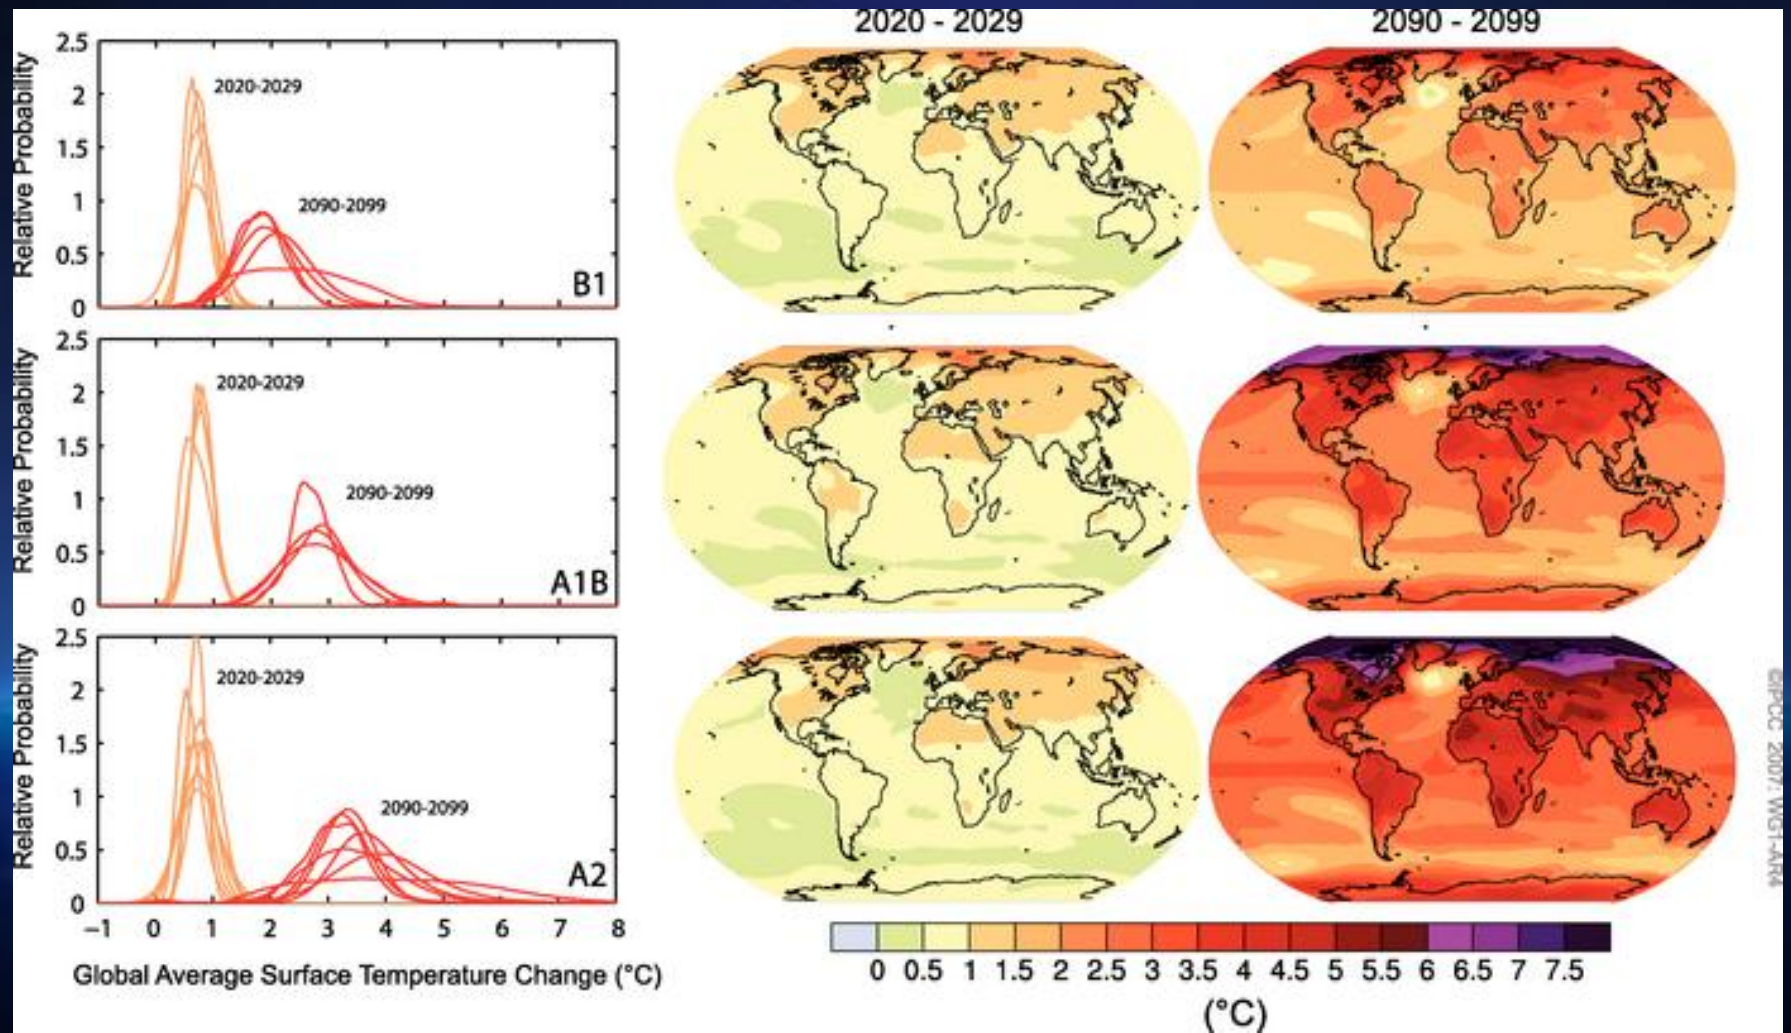 2020 - 2029
2090 - 2099
2.5
2
1.5
1
0.5
0
Relative Probability
2020-2029
2090-2099
B1
2.5
2
1.5
1
0.5
0
Relative Probability
2020-2029
2090-2099
A1B
2.5
2
1.5
1
0.5
0
Relative Probability
2020-2029
2090-2099
A2
-1 0 1 2 3 4 5 6 7 8
Global Average Surface Temperature Change (°C)
0 0.5 1 1.5 2 2.5 3 3.5 4 4.5 5 5.5 6 6.5 7 7.5
(°C)
©IPCC 2007: WG1-AR4